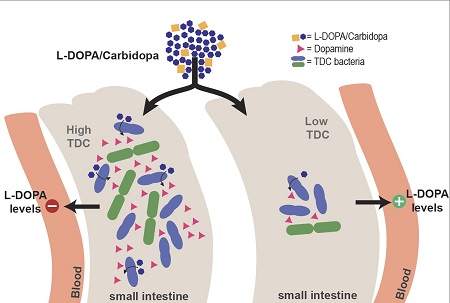 L-DOPA/Carbidopa
= L-DOPA/Carbidopa
= Dopamine
= TDC bacteria
High
TDC
Low
TDC
L-DOPA
levels
L-DOPA
levels
Blood
small intestine
small intestine
Blood